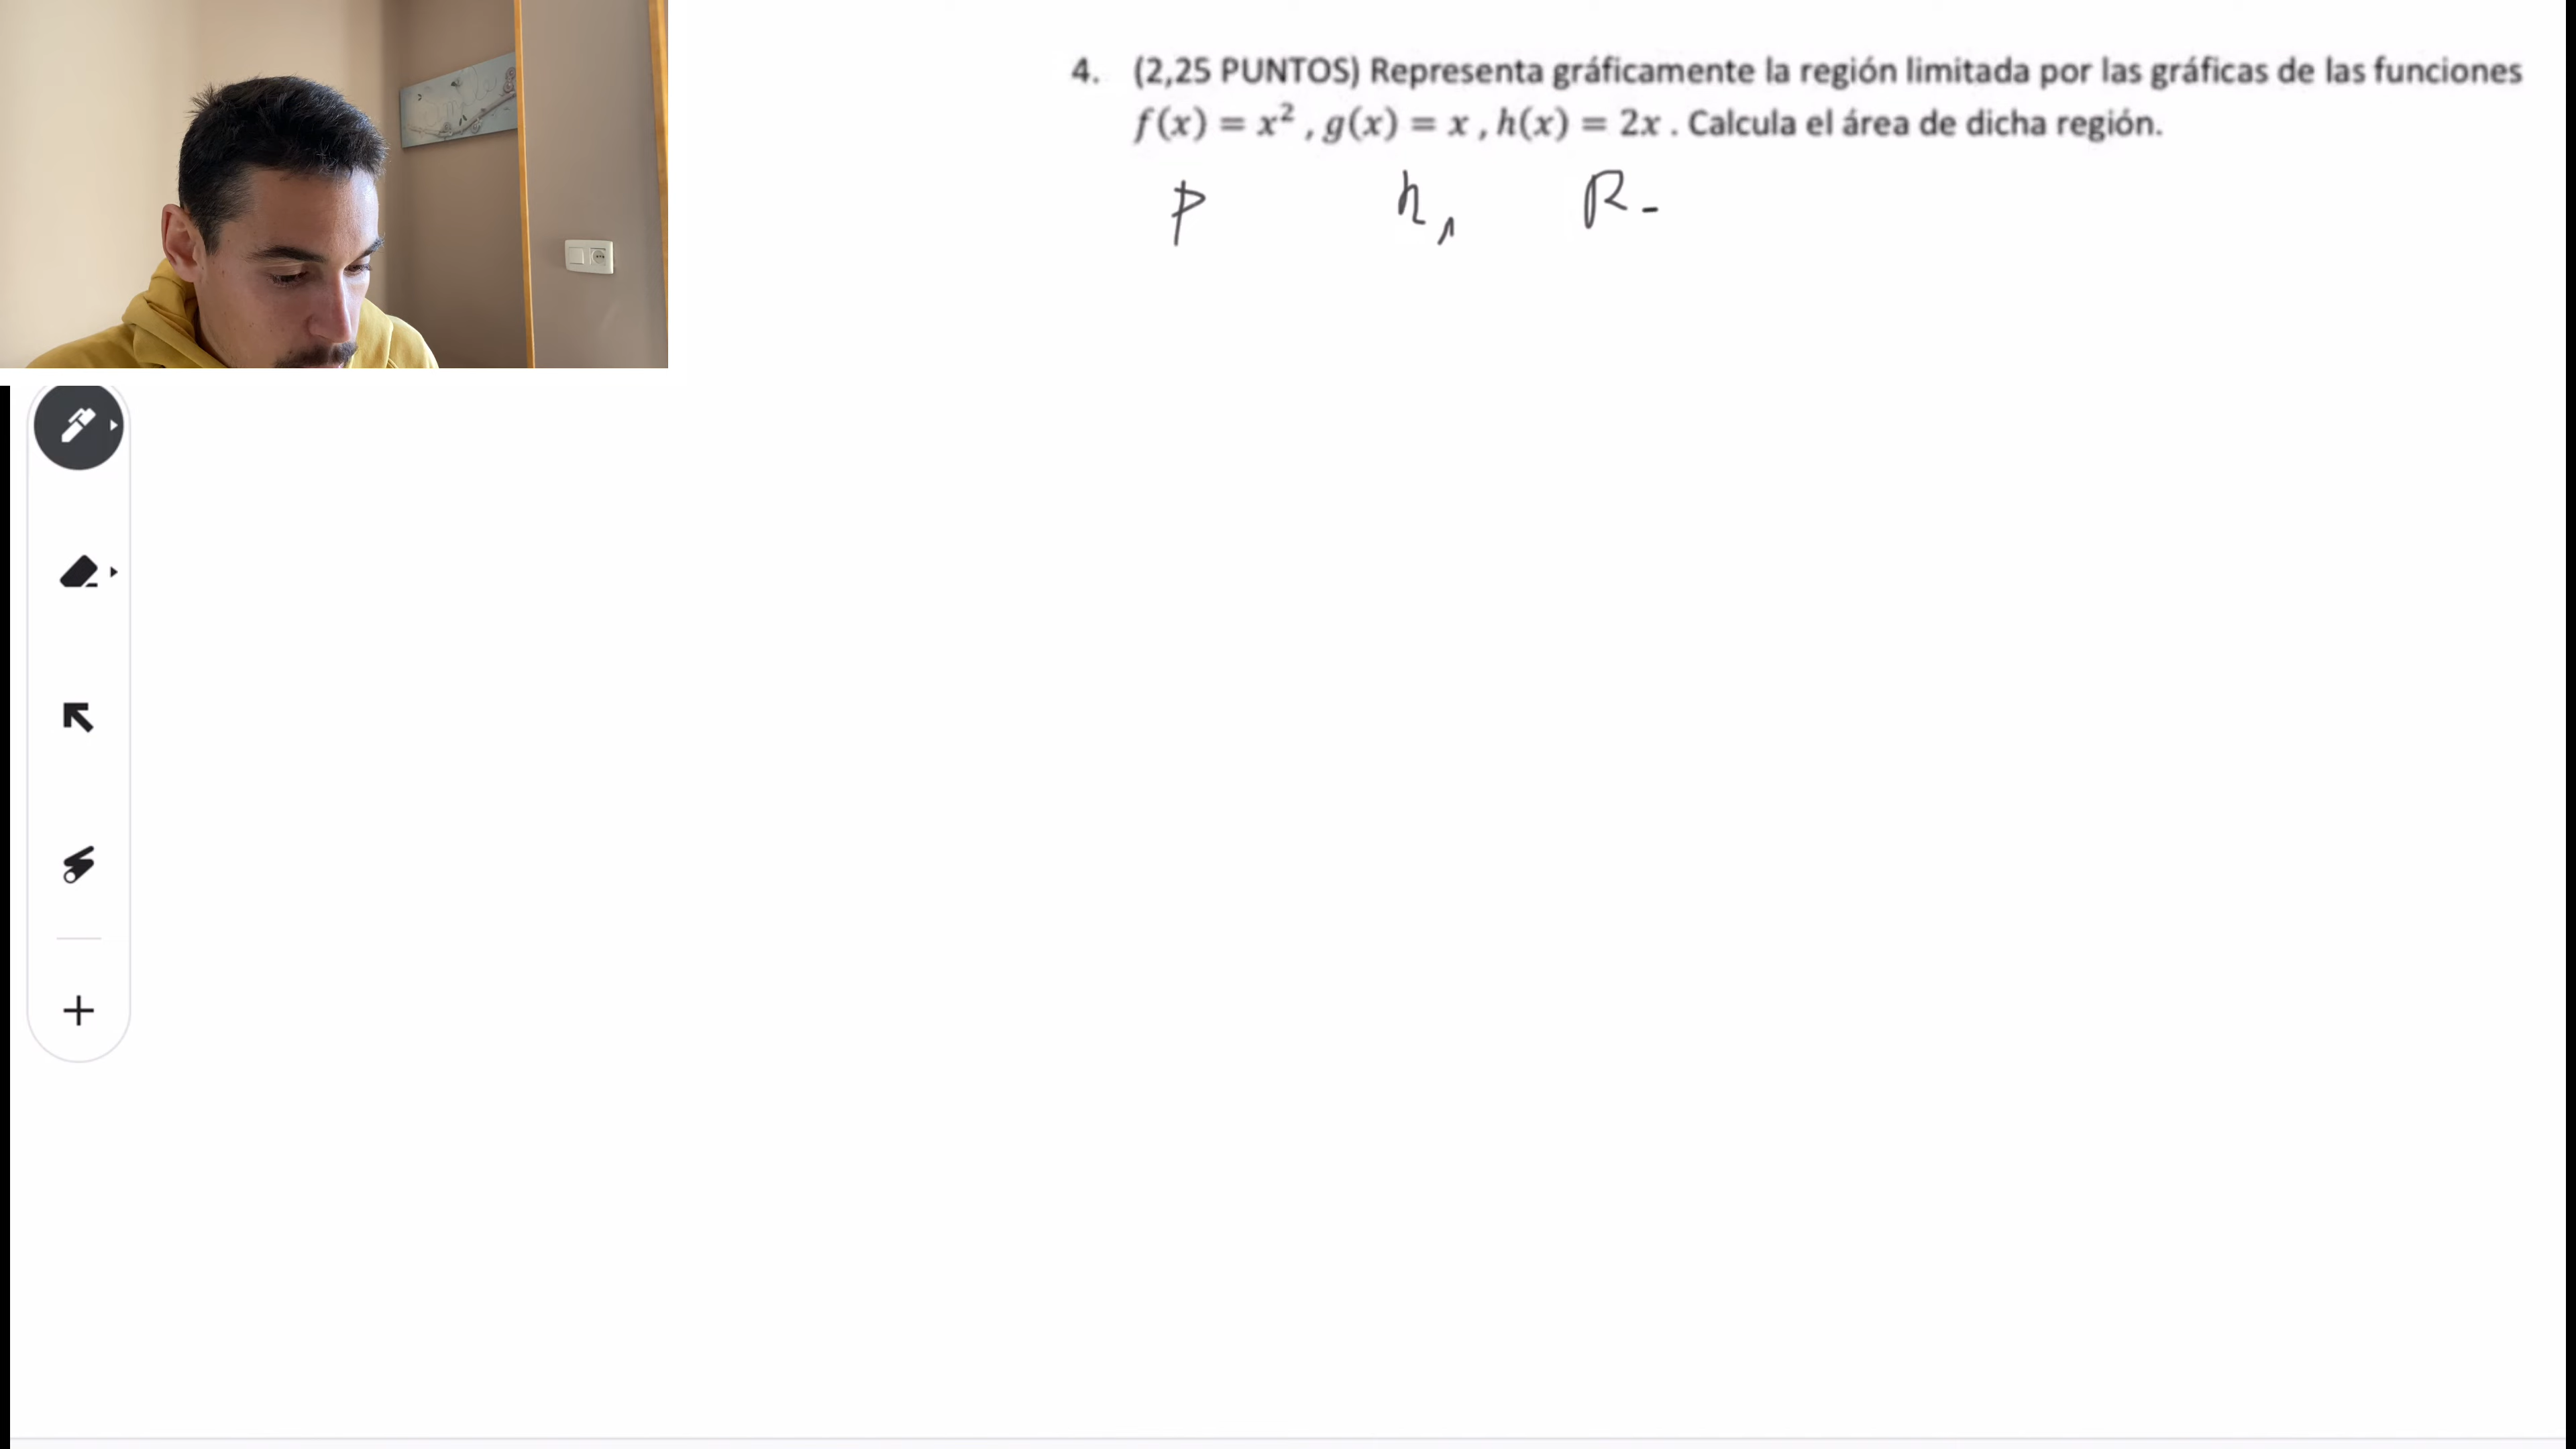 4. (2,25 PUNTOS) Representa gráficamente la región limitada por las gráficas de las funciones
f(x) = x² , g(x) = x , h(x) = 2x . Calcula el área de dicha región.